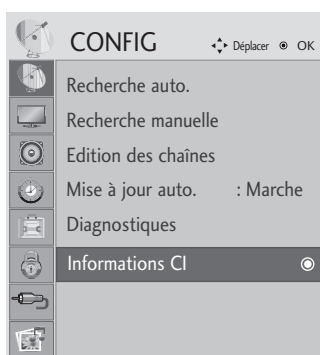 CONFIG Déplacer OK
Recherche auto.
Recherche manuelle
Edition des chaînes
Mise à jour auto. : Marche
Diagnostiques
Informations CI